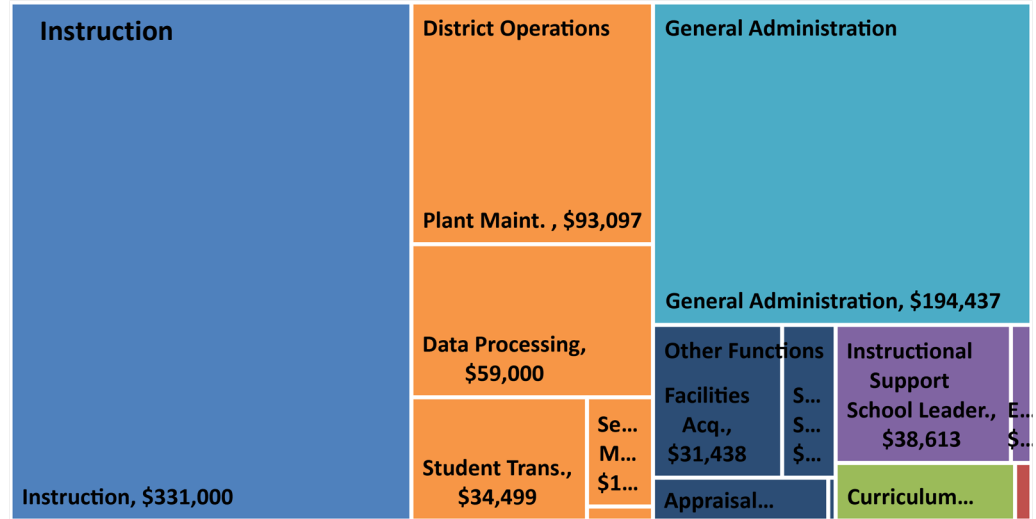 Instruction
Instruction, $331,000
District Operations
Plant Maint. , $93,097
Data Processing,
$59,000
Student Trans.,
$34,499
Se...
M...
$1...
General Administration
General Administration, $194,437
Other Functions
Facilities
Acq.,
$31,438
S...
S...
$...
Appraisal...
Instructional
Support
School Leader.,
$38,613
E...
$...
Curriculum...